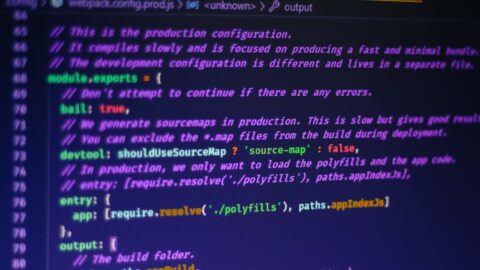 config > webpack.config.prod.js > <unknown> > output
64
65 // This is the production configuration.
66 // It compiles slowly and is focused on producing a fast and minimal bundle.
67 // The development configuration is different and lives in a separate file.
68 module.exports = {
69 // Don't attempt to continue if there are any errors.
70 bail: true,
71 // We generate sourcemaps in production. This is slow but gives good resul
72 // You can exclude the *.map files from the build during deployment.
73 devtool: shouldUseSourceMap ? 'source-map' : false,
74 // In production, we only want to load the polyfills and the app code.
75 // entry: [require.resolve('./polyfills'), paths.appIndexJs],
76 entry: {
77 app: [require.resolve('./polyfills'), paths.appIndexJs]
78 },
79 output: {
80 // The build folder.